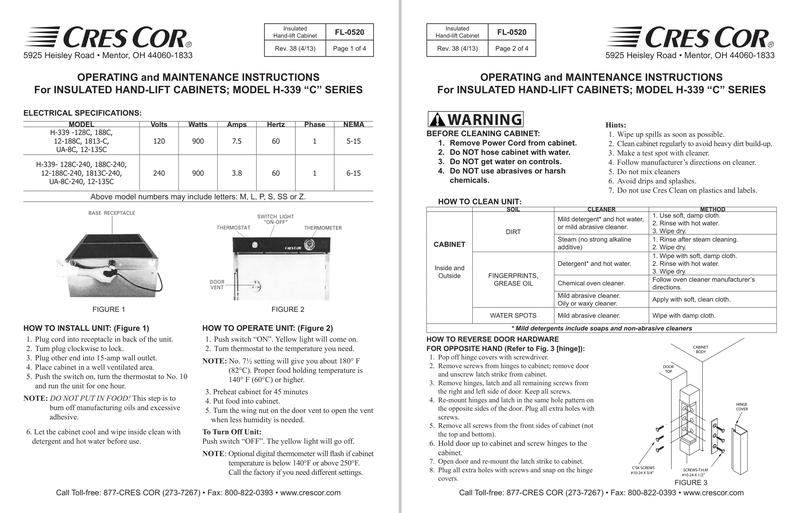 CRES COR®
5925 Heisley Road • Mentor, OH 44060-1833
Insulated
Hand-lift Cabinet
FL-0520
Rev. 38 (4/13)
Page 1 of 4
OPERATING and MAINTENANCE INSTRUCTIONS
For INSULATED HAND-LIFT CABINETS; MODEL H-339 “C” SERIES
ELECTRICAL SPECIFICATIONS:
MODEL Volts Watts Amps Hertz Phase NEMA
H-339 -128C, 188C,
12-188C, 1813-C,
UA-8C, 12-135C
120 900 7.5 60 1 5-15
H-339- 128C-240, 188C-240,
12-188C-240, 1813C-240,
UA-8C-240, 12-135C
240 900 3.8 60 1 6-15
Above model numbers may include letters: M, L, P, S, SS or Z.
BASE RECEPTACLE
FIGURE 1
SWITCH LIGHT
"ON-OFF"
THERMOSTAT
THERMOMETER
CRES COR
DOOR
VENT
FIGURE 2
HOW TO INSTALL UNIT: (Figure 1)
1. Plug cord into receptacle in back of the unit.
2. Turn plug clockwise to lock.
3. Plug other end into 15-amp wall outlet.
4. Place cabinet in a well ventilated area.
5. Push the switch on, turn the thermostat to No. 10
and run the unit for one hour.
NOTE: DO NOT PUT IN FOOD! This step is to
burn off manufacturing oils and excessive
adhesive.
6. Let the cabinet cool and wipe inside clean with
detergent and hot water before use.
HOW TO OPERATE UNIT: (Figure 2)
1. Push switch “ON”. Yellow light will come on.
2. Turn thermostat to the temperature you need.
NOTE: No. 7½ setting will give you about 180° F
(82°C). Proper food holding temperature is
140° F (60°C) or higher.
3. Preheat cabinet for 45 minutes
4. Put food into cabinet.
5. Turn the wing nut on the door vent to open the vent
when less humidity is needed.
To Turn Off Unit:
Push switch “OFF”. The yellow light will go off.
NOTE: Optional digital thermometer will flash if cabinet
temperature is below 140°F or above 250°F.
Call the factory if you need different settings.
Call Toll-free: 877-CRES COR (273-7267) • Fax: 800-822-0393 • www.crescor.com
Insulated
Hand-lift Cabinet
FL-0520
Rev. 38 (4/13)
Page 2 of 4
CRES COR®
5925 Heisley Road • Mentor, OH 44060-1833
OPERATING and MAINTENANCE INSTRUCTIONS
For INSULATED HAND-LIFT CABINETS; MODEL H-339 “C” SERIES
WARNING
BEFORE CLEANING CABINET:
1. Remove Power Cord from cabinet.
2. Do NOT hose cabinet with water.
3. Do NOT get water on controls.
4. Do NOT use abrasives or harsh
chemicals.
Hints:
1. Wipe up spills as soon as possible.
2. Clean cabinet regularly to avoid heavy dirt build-up.
3. Make a test spot with cleaner.
4. Follow manufacturer’s directions on cleaner.
5. Do not mix cleaners
6. Avoid drips and splashes.
7. Do not use Cres Clean on plastics and labels.
HOW TO CLEAN UNIT:
SOIL CLEANER METHOD
CABINET
Inside and
Outside
DIRT
Mild detergent* and hot water,
or mild abrasive cleaner.
1. Use soft, damp cloth.
2. Rinse with hot water.
3. Wipe dry.
Steam (no strong alkaline
additive)
1. Rinse after steam cleaning.
2. Wipe dry.
FINGERPRINTS,
GREASE OIL
Detergent* and hot water.
1. Wipe with soft, damp cloth.
2. Rinse with hot water.
3. Wipe dry.
Chemical oven cleaner.
Follow oven cleaner manufacturer’s
directions.
Mild abrasive cleaner.
Oily or waxy cleaner.
Apply with soft, clean cloth.
WATER SPOTS
Mild abrasive cleaner.
Wipe with damp cloth.
* Mild detergents include soaps and non-abrasive cleaners
HOW TO REVERSE DOOR HARDWARE
FOR OPPOSITE HAND (Refer to Fig. 3 [hinge]):
1. Pop off hinge covers with screwdriver.
2. Remove screws from hinges to cabinet; remove door
and unscrew latch strike from cabinet.
3. Remove hinges, latch and all remaining screws from
the right and left side of door. Keep all screws.
4. Re-mount hinges and latch in the same hole pattern on
the opposite sides of the door. Plug all extra holes with
screws.
5. Remove all screws from the front sides of cabinet (not
the top and bottom).
6. Hold door up to cabinet and screw hinges to the
cabinet.
7. Open door and re-mount the latch strike to cabinet.
8. Plug all extra holes with screws and snap on the hinge
covers.
CABINET
BODY
DOOR
TOP
HINGE
COVER
C'SK SCREWS
#10-24 X 3/4"
SCREWS-T.H.M
#10-24 X 1/2"
FIGURE 3
Call Toll-free: 877-CRES COR (273-7267) • Fax: 800-822-0393 • www.crescor.com